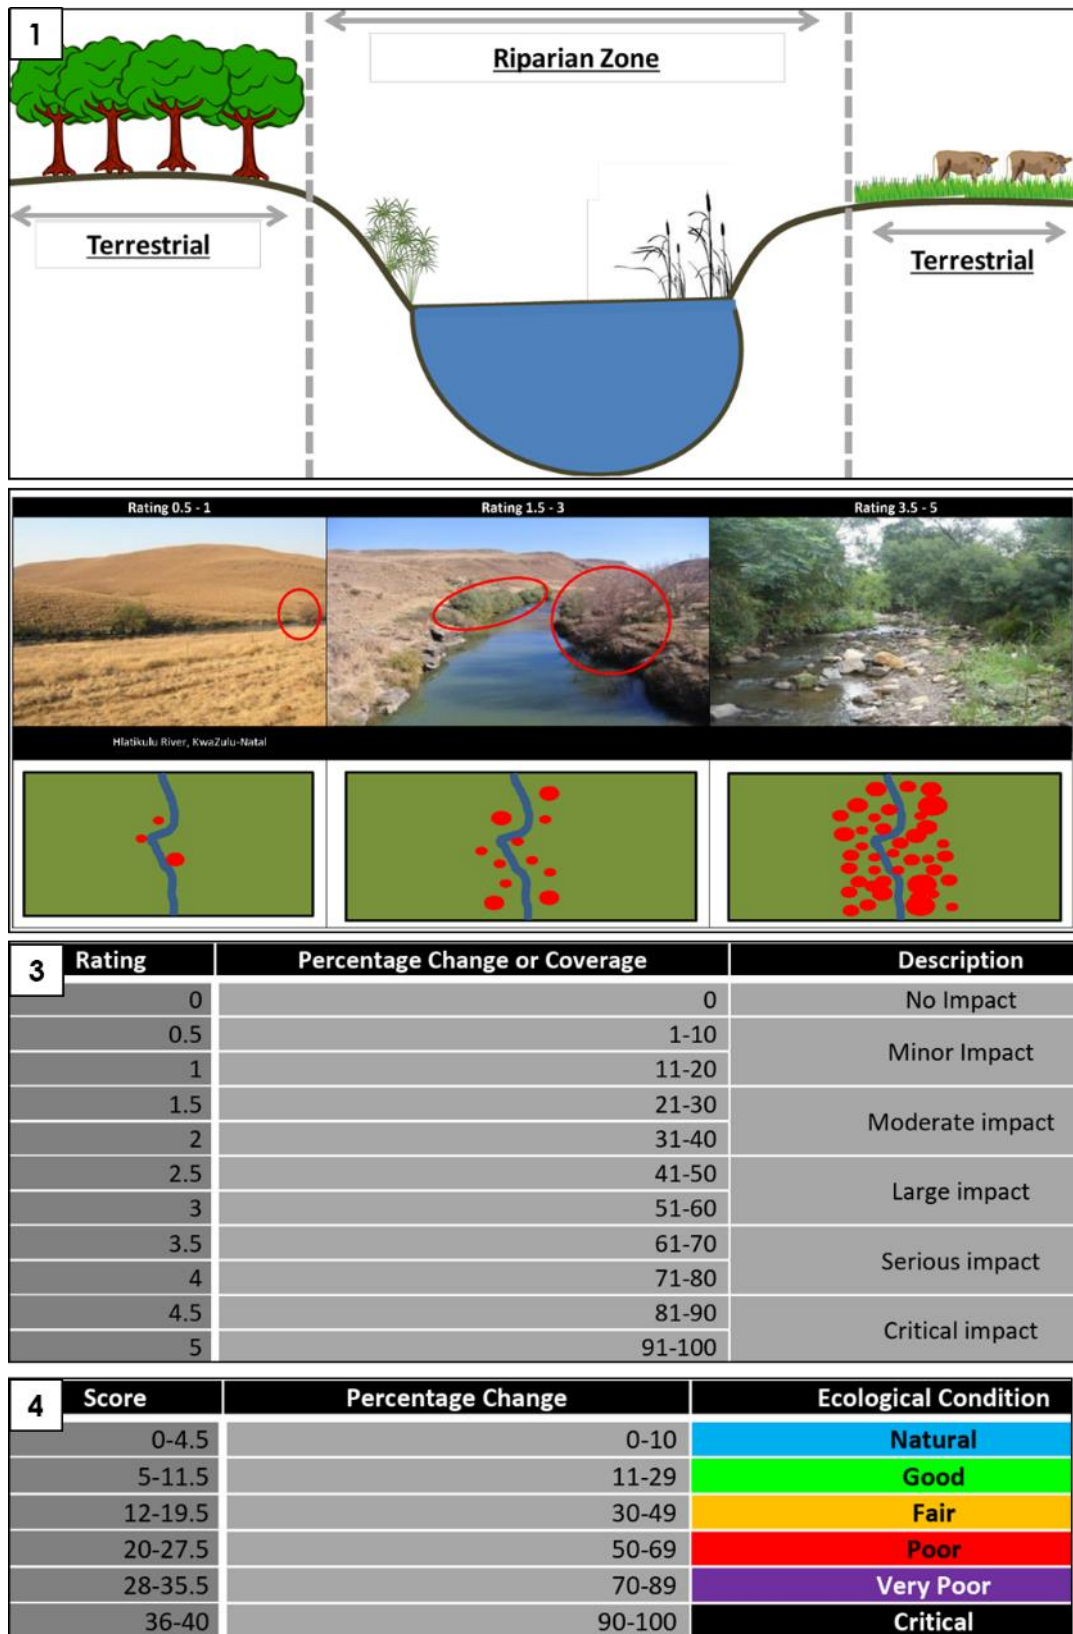 1
Riparian Zone
Terrestrial
Terrestrial
Rating 0.5 - 1 Rating 1.5 - 3 Rating 3.5 - 5
Hlatikulu River, KwaZulu-Natal
3
Rating Percentage Change or Coverage Description
0 0 No Impact
0.5 1-10
Minor Impact
1 11-20
1.5 21-30
Moderate impact
2 31-40
2.5 41-50
Large impact
3 51-60
3.5 61-70
Serious impact
4 71-80
4.5 81-90
Critical impact
5 91-100
4
Score Percentage Change Ecological Condition
0-4.5 0-10 Natural
5-11.5 11-29 Good
12-19.5 30-49 Fair
20-27.5 50-69 Poor
28-35.5 70-89 Very Poor
36-40 90-100 Critical